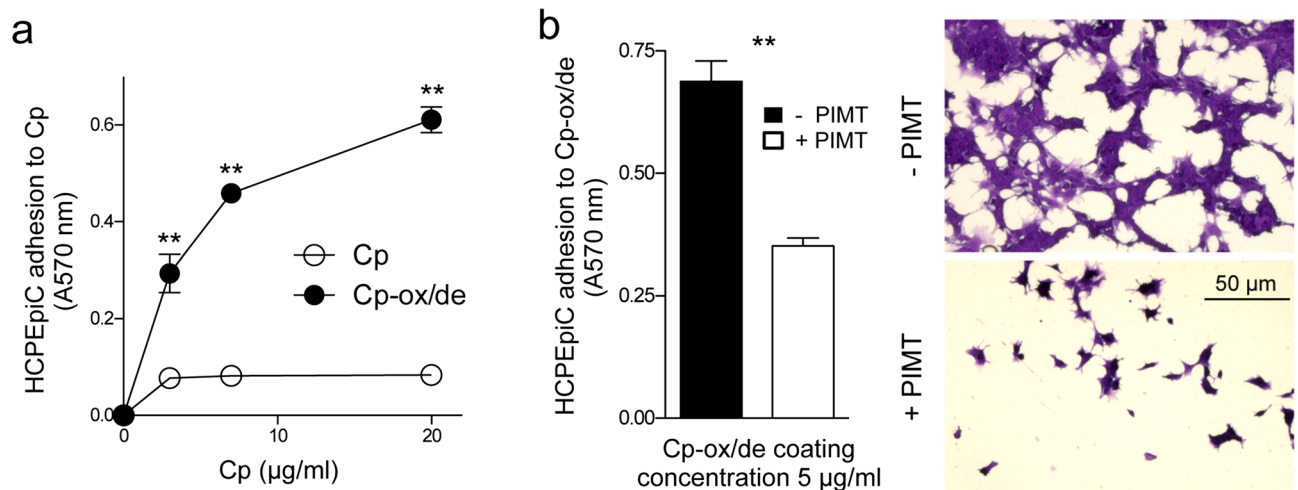 a
HCPEpiC adhesion to Cp
(A570 nm)
0.6
0.4
0.2
0.0
0
10
20
Cp (µg/ml)
**
**
**
Cp
Cp-ox/de
b
HCPEpiC adhesion to Cp-ox/de
(A570 nm)
0.75
0.50
0.25
0.00
**
- PIMT
+ PIMT
Cp-ox/de coating
concentration 5 µg/ml
- PIMT
+ PIMT
50 µm